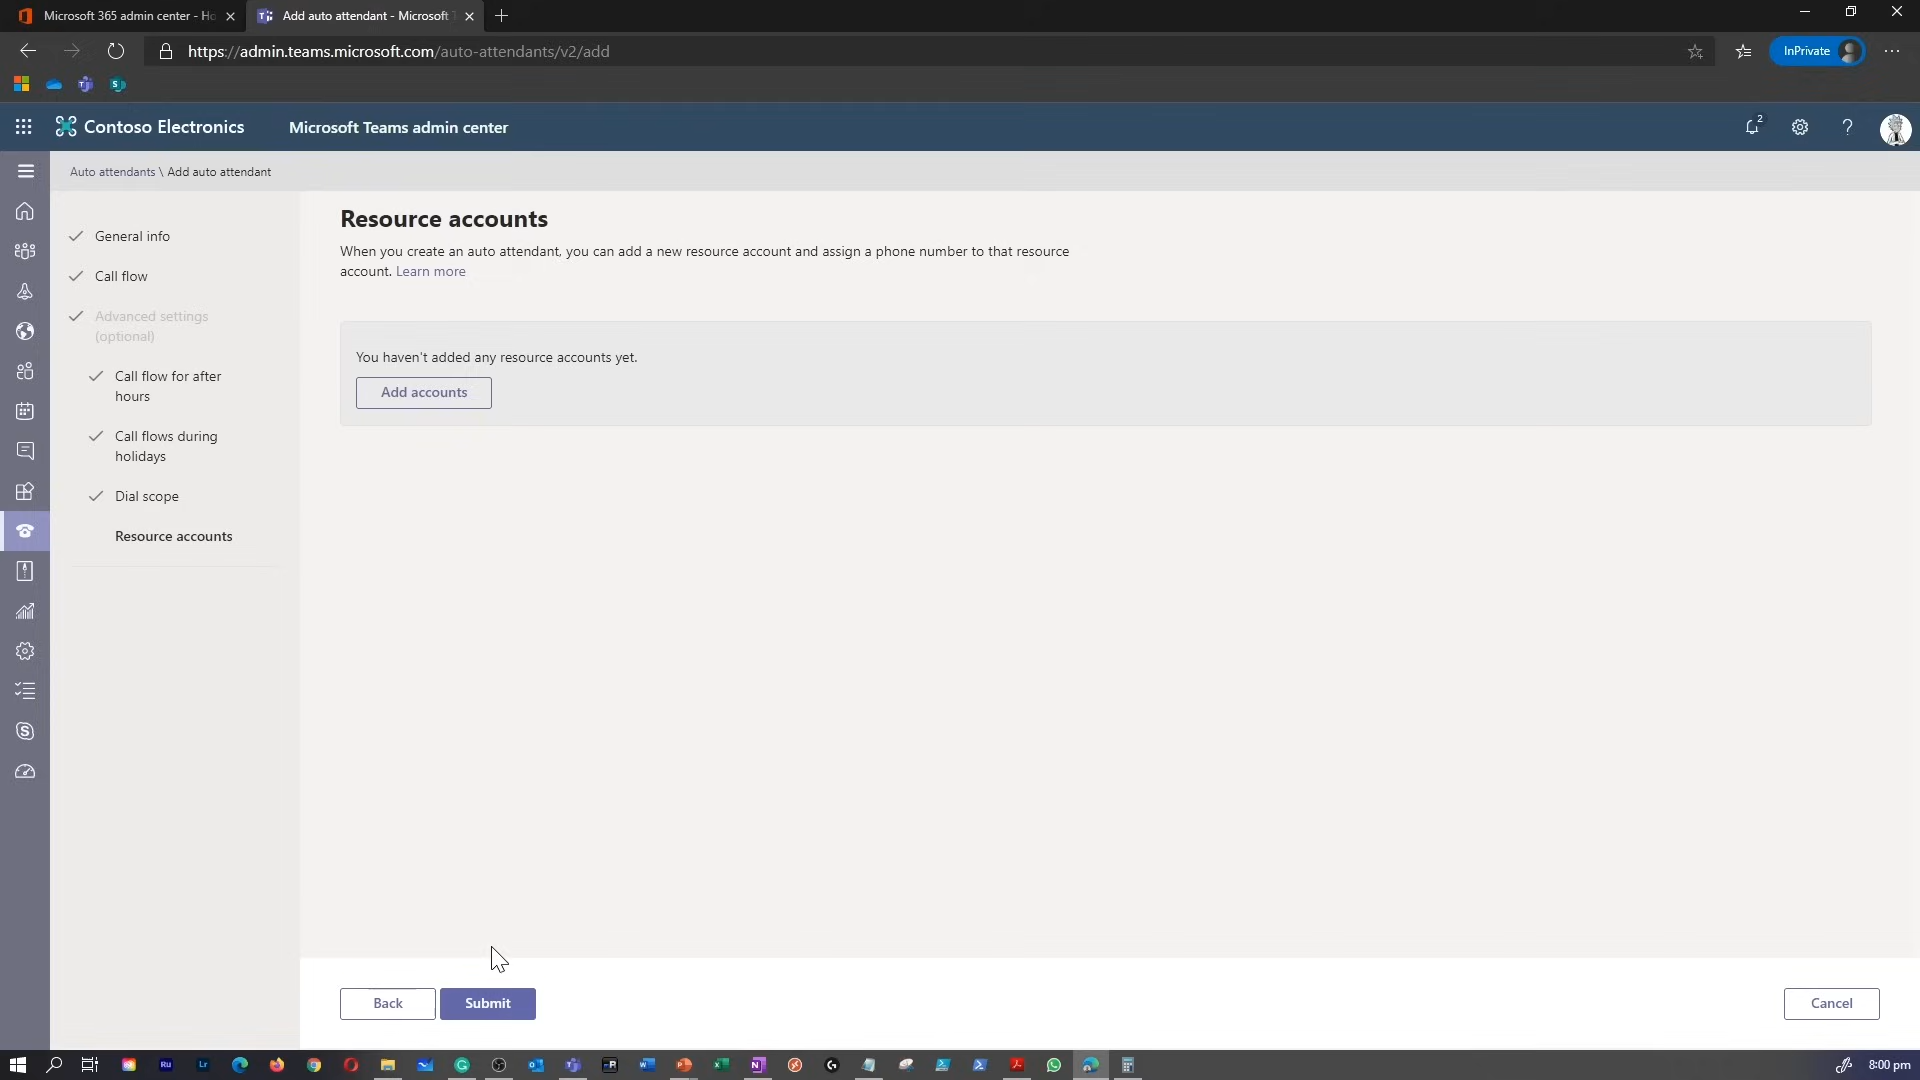 Microsoft 365 admin center - Ho
Add auto attendant - Microsoft T
https://admin.teams.microsoft.com/auto-attendants/v2/add
InPrivate
Contoso Electronics
Microsoft Teams admin center
2
Auto attendants \ Add auto attendant
General info
Call flow
Advanced settings
(optional)
Call flow for after
hours
Call flows during
holidays
Dial scope
Resource accounts
Resource accounts
When you create an auto attendant, you can add a new resource account and assign a phone number to that resource
account. Learn more
You haven't added any resource accounts yet.
Add accounts
Back
Submit
Cancel
Ru
Lr
8:00 pm